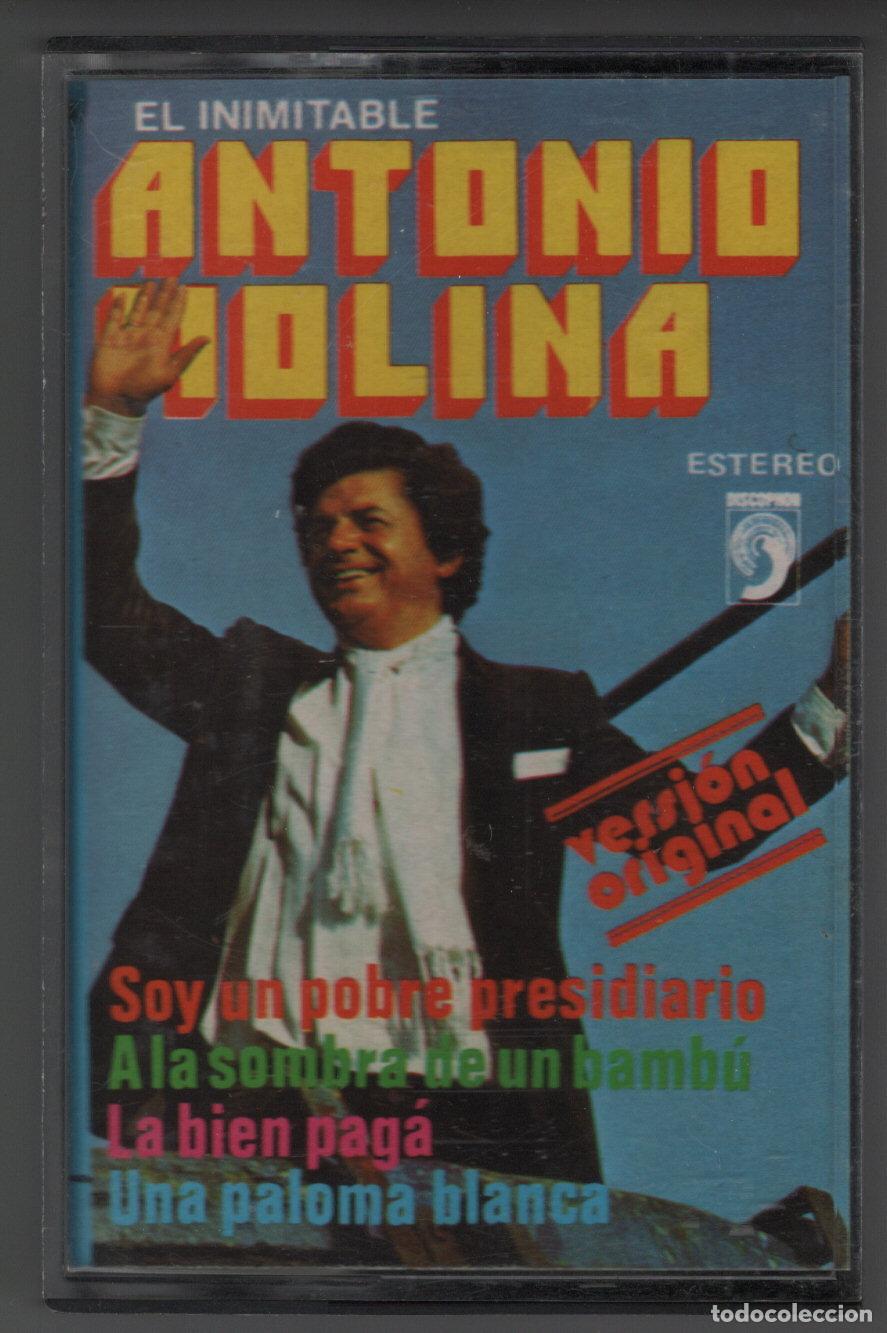 EL INIMITABLE
ANTONIO
MOLINA
ESTEREO
DISCOPHON
versión
original
Soy un pobre presidiario
A la sombra de un bambú
La bien pagá
Una paloma blanca
todocoleccion